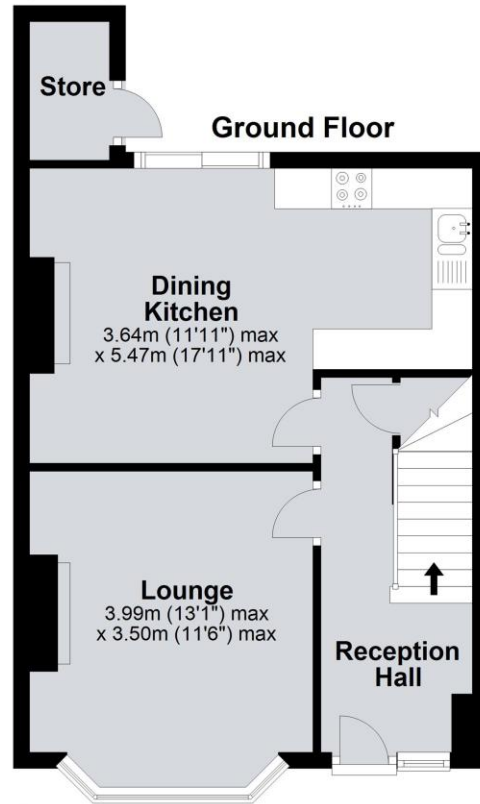 Store
Ground Floor
Dining
Kitchen
3.64m (11'11") max
x 5.47m (17'11") max
Lounge
3.99m (13'1") max
x 3.50m (11'6") max
Reception
Hall